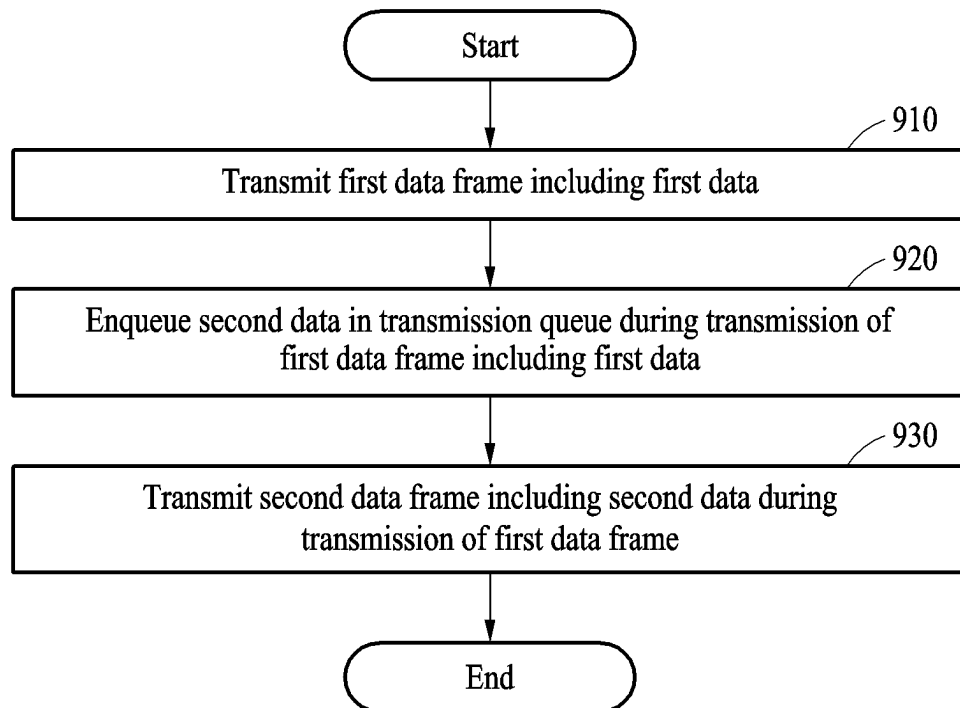 Start
910
Transmit first data frame including first data
920
Enqueue second data in transmission queue during transmission of
first data frame including first data
930
Transmit second data frame including second data during
transmission of first data frame
End